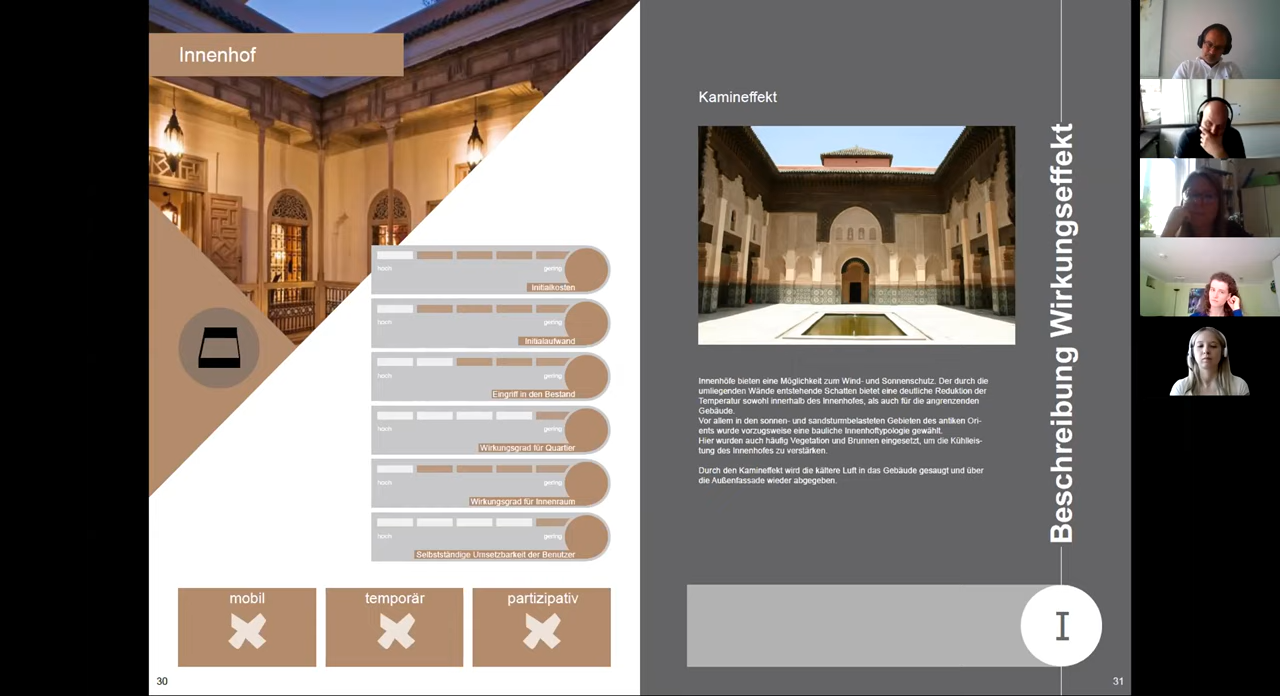 Innenhof
hoch
gering
Initialkosten
hoch
gering
Initialaufwand
hoch
gering
Eingriff in den Bestand
hoch
gering
Wirkungsgrad für Quartier
hoch
gering
Wirkungsgrad für Innenraum
hoch
gering
Selbstständige Umsetzbarkeit der Benutzer
mobil
temporär
partizipativ
30
Kamineffekt
Innenhöfe bieten eine Möglichkeit zum Wind- und Sonnenschutz. Der durch die
umliegenden Wände entstehende Schatten bietet eine deutliche Reduktion der
Temperatur sowohl innerhalb des Innenhofes, als auch für die angrenzenden
Gebäude.
Vor allem in den sonnen- und sandsturmbelasteten Gebieten des antiken Ori-
ents wurde vorzugsweise eine bauliche Innenhoftypologie gewählt.
Hier wurden auch häufig Vegetation und Brunnen eingesetzt, um die Kühlleis-
tung des Innenhofes zu verstärken.
Durch den Kamineffekt wird die kältere Luft in das Gebäude gesaugt und über
die Außenfassade wieder abgegeben.
Beschreibung Wirkungseffekt
I
31